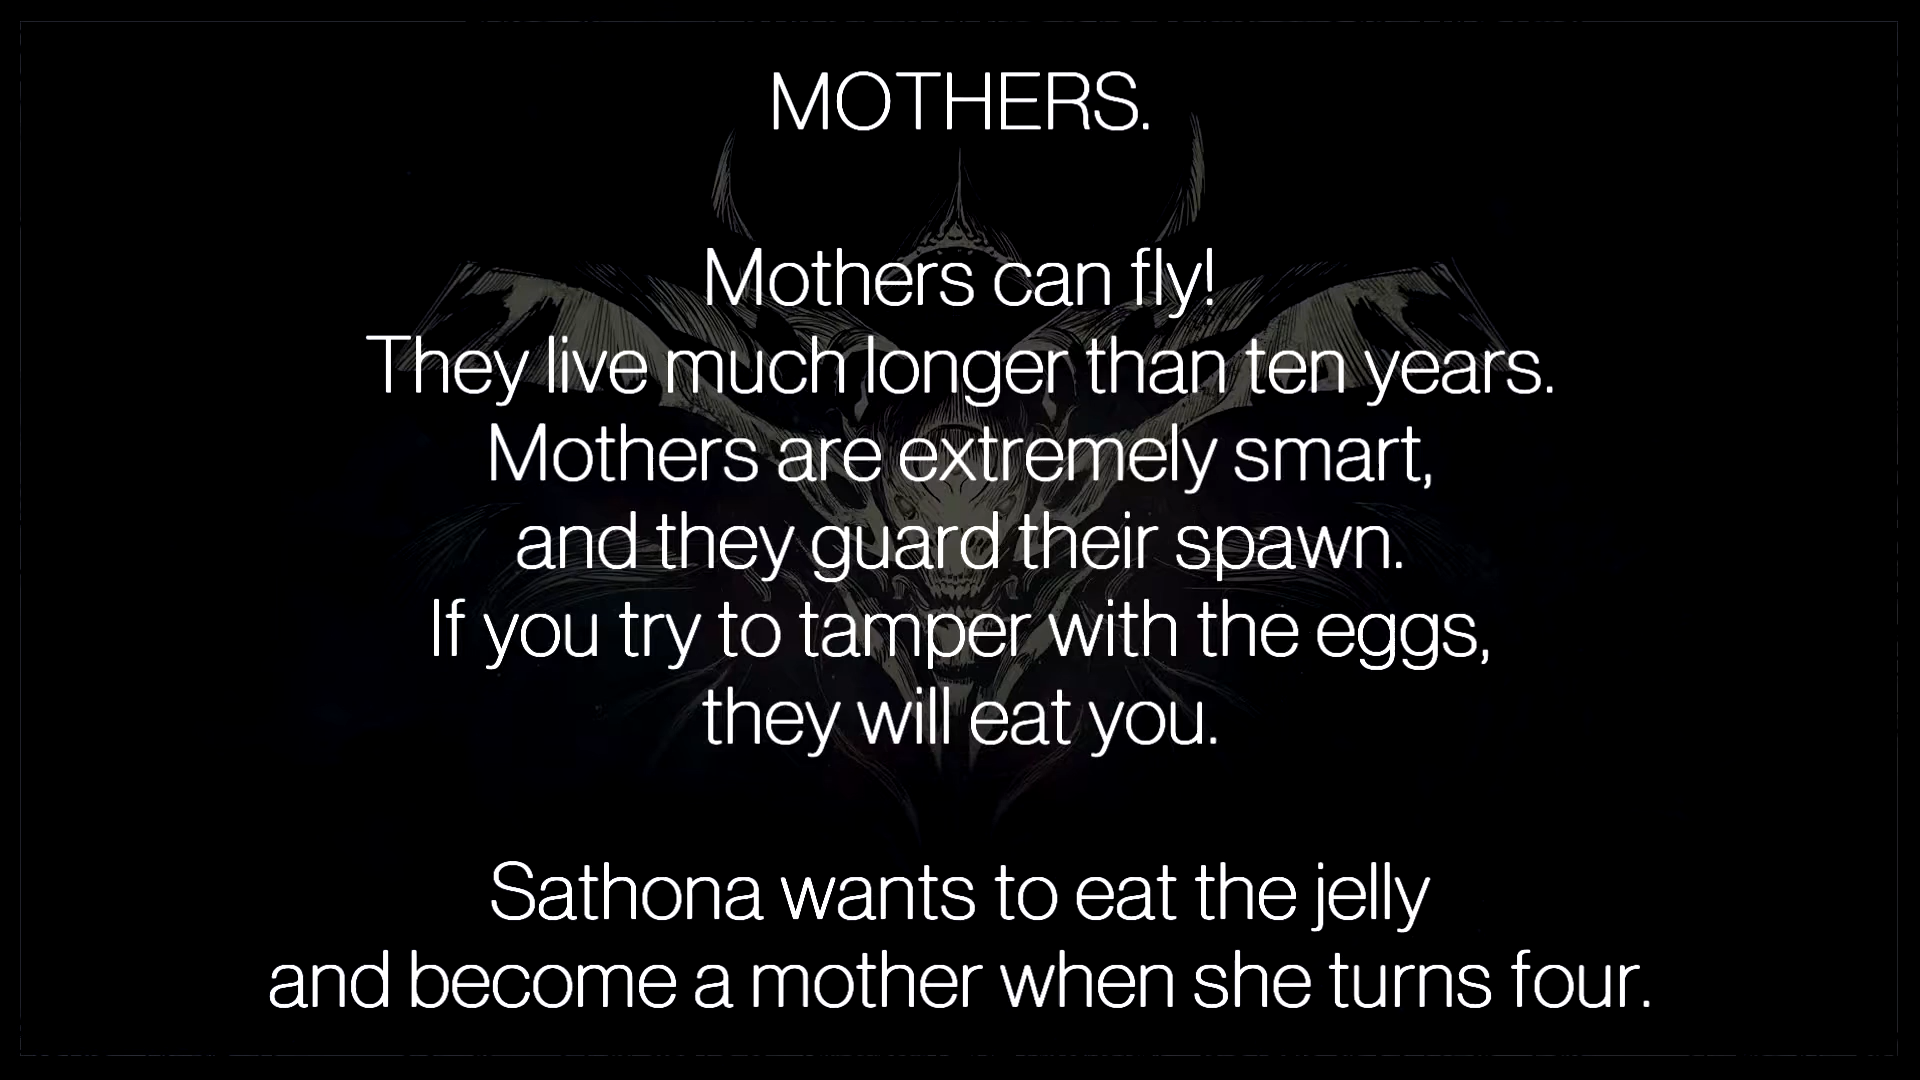 MOTHERS.
Mothers can fly!
They live much longer than ten years.
Mothers are extremely smart,
and they guard their spawn.
If you try to tamper with the eggs,
they will eat you.
Sathona wants to eat the jelly
and become a mother when she turns four.